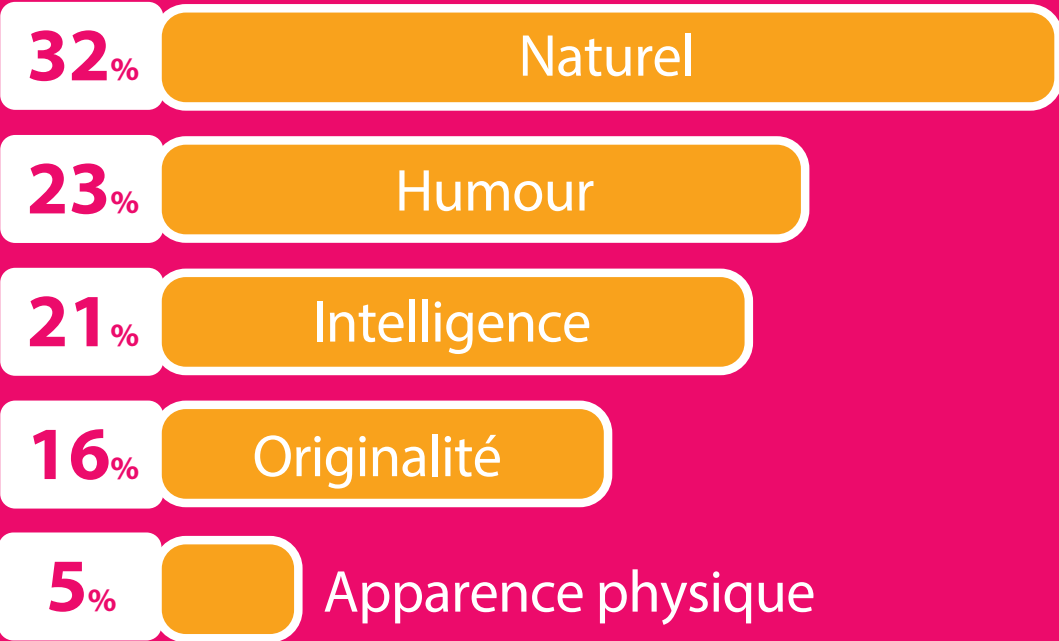 32% Naturel
23% Humour
21% Intelligence
16% Originalité
5% Apparence physique